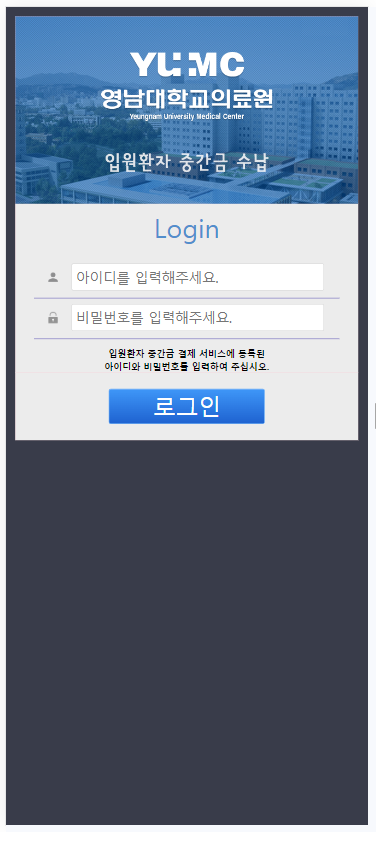 YUMC
영남대학교의료원
Yeungnam University Medical Center
입원환자 중간금 수납
Login
아이디를 입력해주세요.
비밀번호를 입력해주세요.
입원환자 중간금 결제 서비스에 등록된
아이디와 비밀번호를 입력하여 주십시오.
로그인